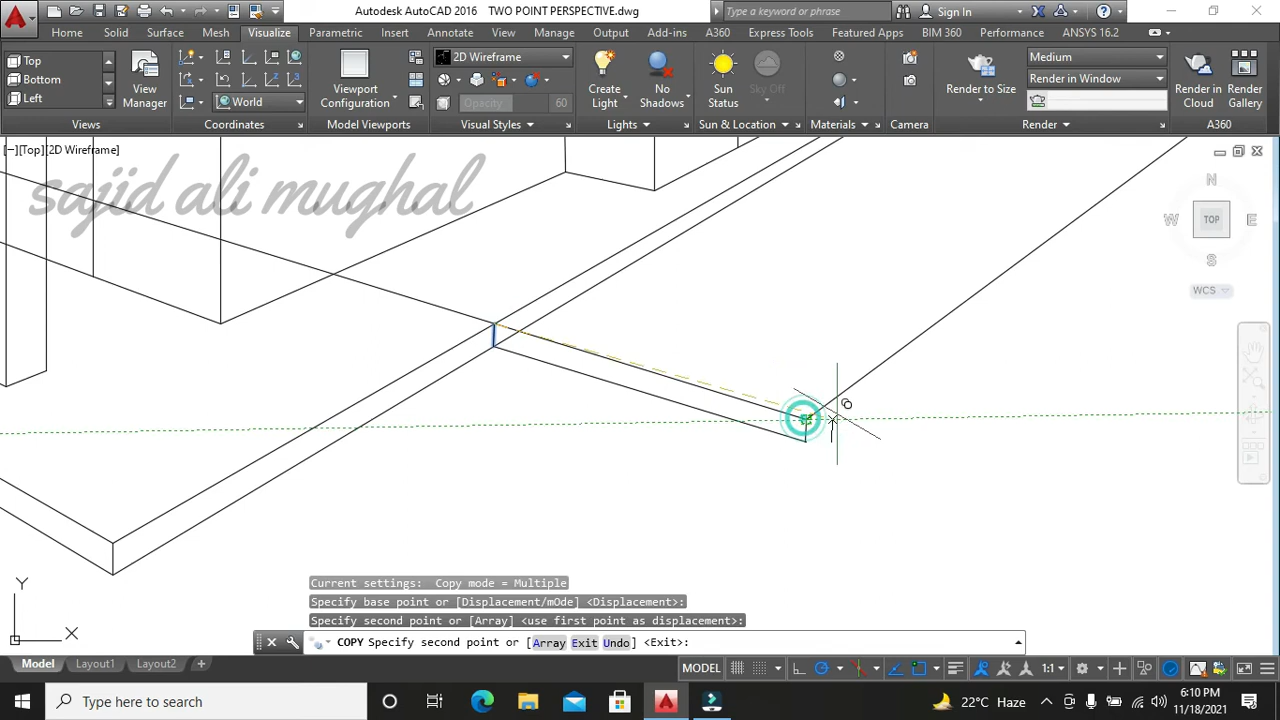 Autodesk AutoCAD 2016 TWO POINT PERSPECTIVE.dwg
Type a keyword or phrase
Sign In
Home Solid Surface Mesh Visualize Parametric Insert Annotate View Manage Output Add-ins A360 Express Tools Featured Apps BIM 360 Performance ANSYS 16.2
Top
Bottom
Left
View Manager
Views
World
Coordinates
Viewport Configuration
Model Viewports
2D Wireframe
Opacity 60
Visual Styles
Create Light
No Shadows
Lights
Sun Status
Sky Off
Sun & Location
Materials
Camera
Render to Size
Medium
Render in Window
Render
Render in Cloud
Render Gallery
A360
[−][Top][2D Wireframe]
sajid ali mughal
N
W TOP E
S
WCS
Y
X
Current settings: Copy mode = Multiple
Specify base point or [Displacement/mOde] <Displacement>:
Specify second point or [Array] <use first point as displacement>:
COPY Specify second point or [Array Exit Undo] <Exit>:
Model Layout1 Layout2 +
MODEL
1:1
Type here to search
22°C Haze
6:10 PM
11/18/2021